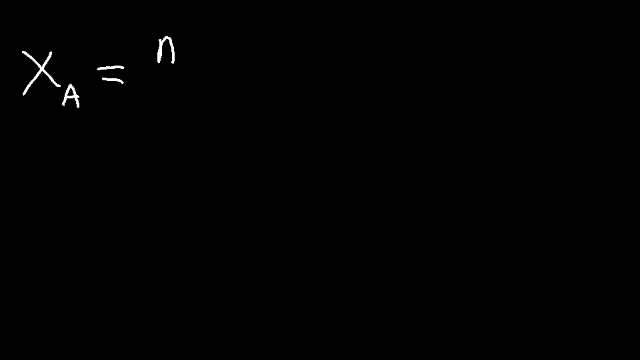 X_A = n